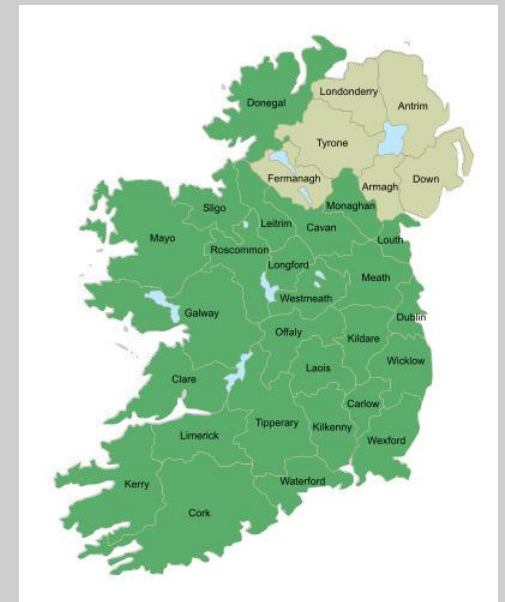 Londonderry
Donegal
Antrim
Tyrone
Fermanagh
Armagh
Down
Monaghan
Sligo
Leitrim
Cavan
Mayo
Louth
Roscommon
Longford
Meath
Westmeath
Galway
Dublin
Offaly
Kildare
Wicklow
Laois
Clare
Carlow
Tipperary
Kilkenny
Limerick
Wexford
Waterford
Kerry
Cork